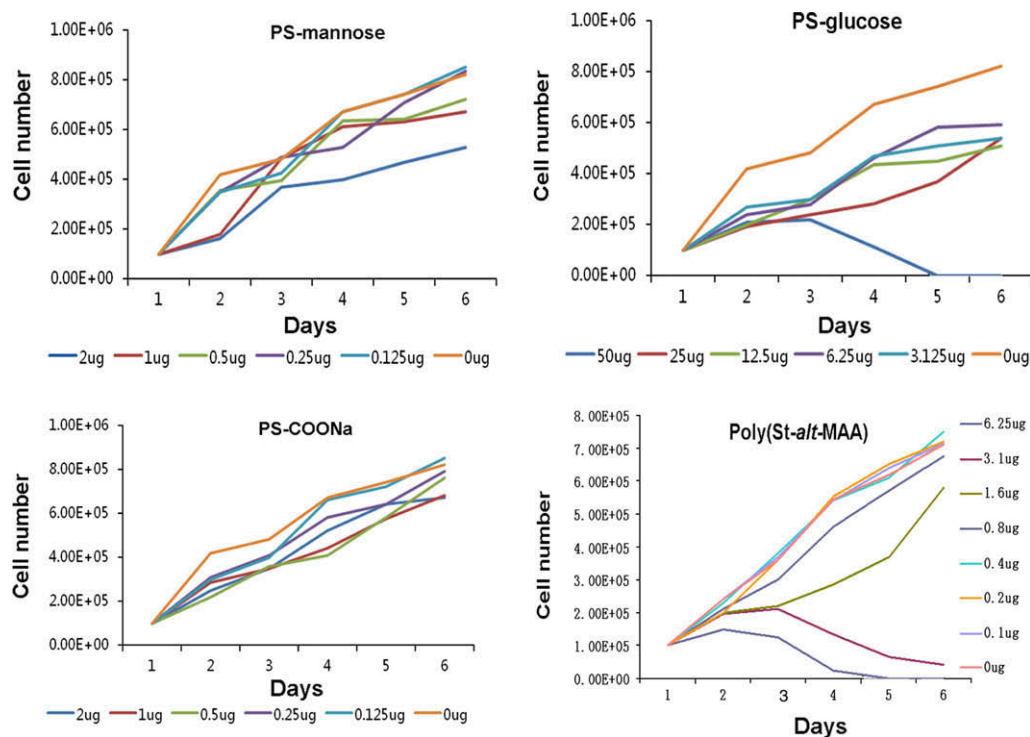 PS-mannose
Cell number
1.00E+06
8.00E+05
6.00E+05
4.00E+05
2.00E+05
0.00E+00
1 2 3 4 5 6
Days
2ug 1ug 0.5ug 0.25ug 0.125ug 0ug
PS-glucose
Cell number
1.00E+06
8.00E+05
6.00E+05
4.00E+05
2.00E+05
0.00E+00
1 2 3 4 5 6
Days
50ug 25ug 12.5ug 6.25ug 3.125ug 0ug
PS-COONa
Cell number
1.00E+06
8.00E+05
6.00E+05
4.00E+05
2.00E+05
0.00E+00
1 2 3 4 5 6
Days
2ug 1ug 0.5ug 0.25ug 0.125ug 0ug
Poly(St-alt-MAA)
Cell number
8.00E+05
7.00E+05
6.00E+05
5.00E+05
4.00E+05
3.00E+05
2.00E+05
1.00E+05
0.00E+00
1 2 3 4 5 6
Days
6.25ug
3.1ug
1.6ug
0.8ug
0.4ug
0.2ug
0.1ug
0ug